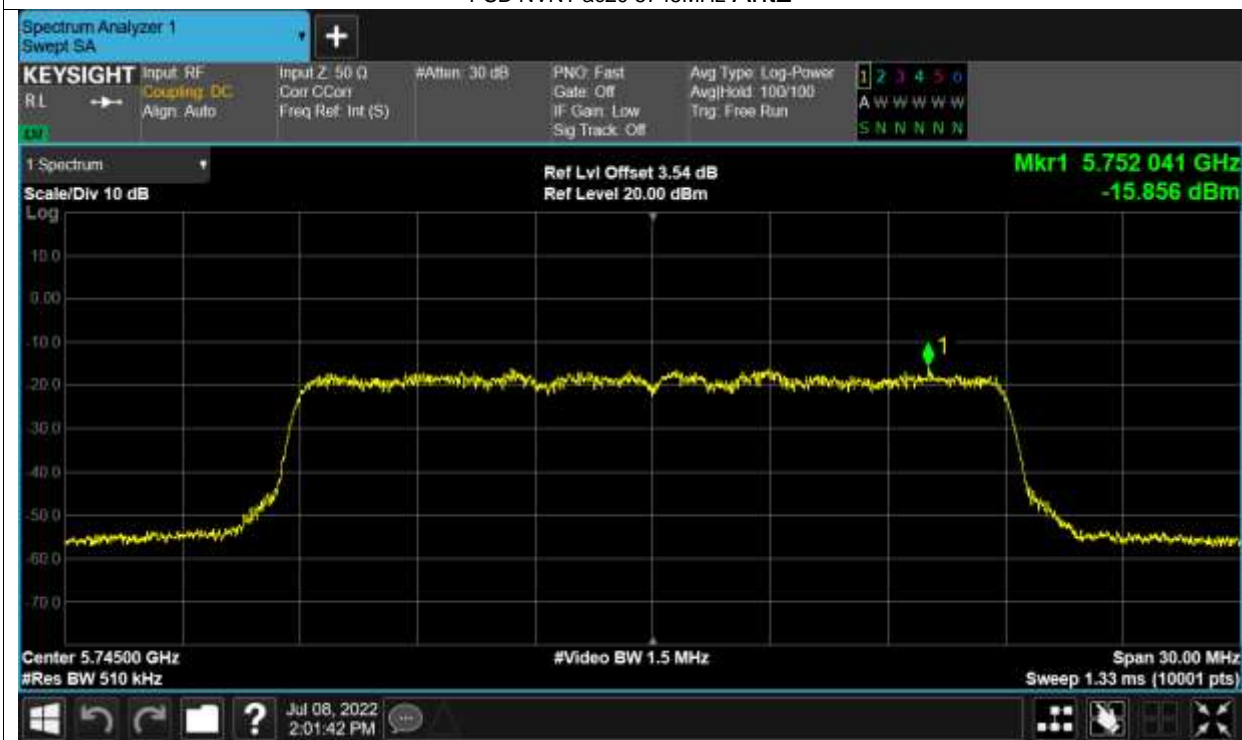 Spectrum Analyzer 1
Swept SA
KEYSIGHT
RL
Input: RF
Coupling: DC
Align: Auto
Input Z: 50 Ω
Corr CCorr
Freq Ref: Int (S)
#Atten: 30 dB
PNO: Fast
Gate: Off
IF Gain: Low
Sig Track: Off
Avg Type: Log-Power
Avg|Hold: 100/100
Trig: Free Run
1 2 3 4 5 6
A W W W W W
S N N N N N
1 Spectrum
Scale/Div 10 dB
Log
Ref Lvl Offset 3.54 dB
Ref Level 20.00 dBm
Mkr1 5.752 041 GHz
-15.856 dBm
10.0
0.00
-10.0
-20.0
-30.0
-40.0
-50.0
-60.0
-70.0
1
Center 5.74500 GHz
#Res BW 510 kHz
#Video BW 1.5 MHz
Span 30.00 MHz
Sweep 1.33 ms (10001 pts)
?
Jul 08, 2022
2:01:42 PM